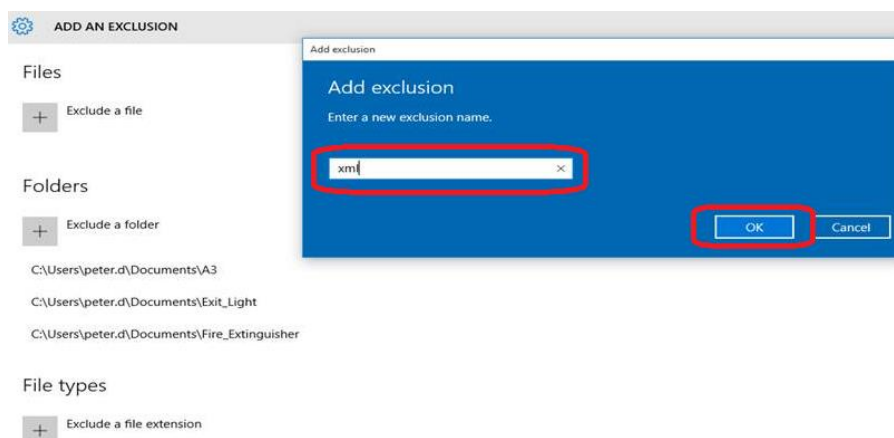 ADD AN EXCLUSION
Files
Exclude a file
Folders
Exclude a folder
C:\Users\peter.d\Documents\A3
C:\Users\peter.d\Documents\Exit_Light
C:\Users\peter.d\Documents\Fire_Extinguisher
File types
Exclude a file extension
Add exclusion
Add exclusion
Enter a new exclusion name.
xml
OK
Cancel